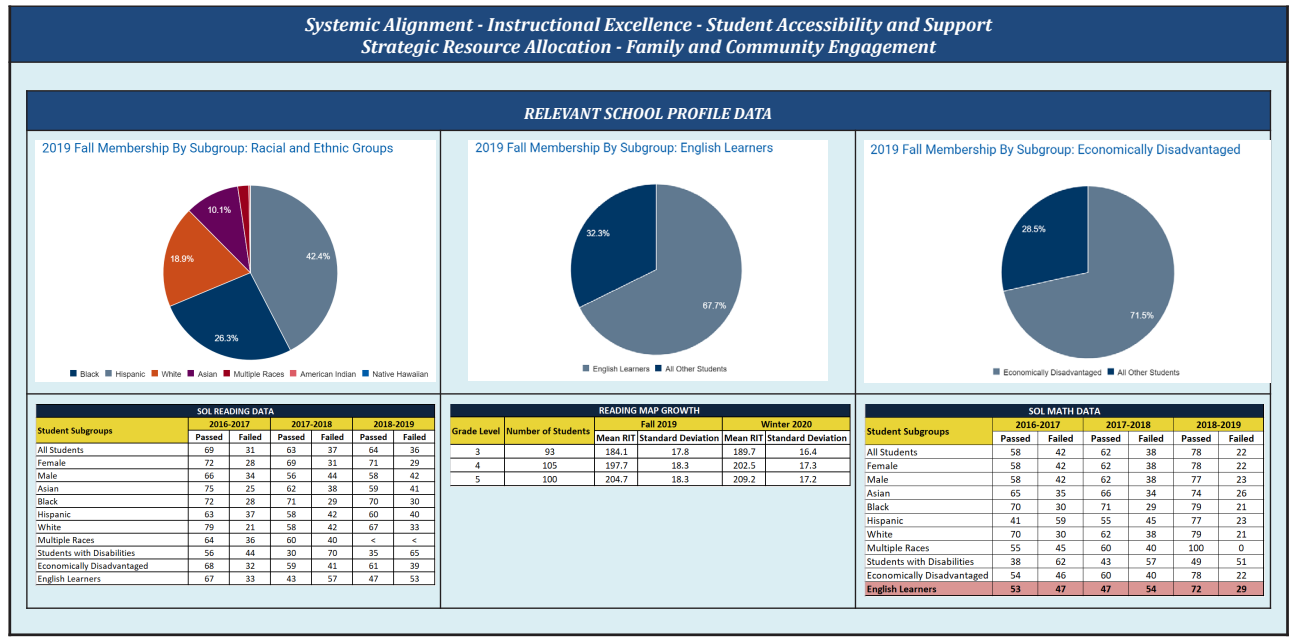 Systemic Alignment - Instructional Excellence - Student Accessibility and Support
Strategic Resource Allocation - Family and Community Engagement
RELEVANT SCHOOL PROFILE DATA
2019 Fall Membership By Subgroup: Racial and Ethnic Groups
10.1%
18.9%
42.4%
26.3%
Black Hispanic White Asian Multiple Races American Indian Native Hawaiian
2019 Fall Membership By Subgroup: English Learners
32.3%
67.7%
English Learners All Other Students
2019 Fall Membership By Subgroup: Economically Disadvantaged
28.5%
71.5%
Economically Disadvantaged All Other Students
SOL READING DATA
Student Subgroups 2016-2017 2017-2018 2018-2019
Passed Failed Passed Failed Passed Failed
All Students 69 31 63 37 64 36
Female 72 28 69 31 71 29
Male 66 34 56 44 58 42
Asian 75 25 62 38 59 41
Black 72 28 71 29 70 30
Hispanic 63 37 58 42 60 40
White 79 21 58 42 67 33
Multiple Races 64 36 60 40 < <
Students with Disabilities 56 44 30 70 35 65
Economically Disadvantaged 68 32 59 41 61 39
English Learners 67 33 43 57 47 53
READING MAP GROWTH
Grade Level Number of Students Fall 2019 Winter 2020
Mean RIT Standard Deviation Mean RIT Standard Deviation
3 93 184.1 17.8 189.7 16.4
4 105 197.7 18.3 202.5 17.3
5 100 204.7 18.3 209.2 17.2
SOL MATH DATA
Student Subgroups 2016-2017 2017-2018 2018-2019
Passed Failed Passed Failed Passed Failed
All Students 58 42 62 38 78 22
Female 58 42 62 38 78 22
Male 58 42 62 38 77 23
Asian 65 35 66 34 74 26
Black 70 30 71 29 79 21
Hispanic 41 59 55 45 77 23
White 70 30 62 38 79 21
Multiple Races 55 45 60 40 100 0
Students with Disabilities 38 62 43 57 49 51
Economically Disadvantaged 54 46 60 40 78 22
English Learners 53 47 47 54 72 29